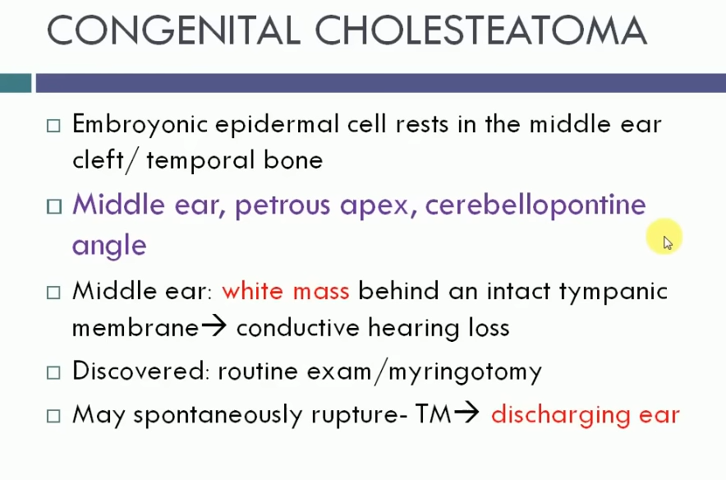 CONGENITAL CHOLESTEATOMA
Embroyonic epidermal cell rests in the middle ear
cleft/ temporal bone
Middle ear, petrous apex, cerebellopontine
angle
Middle ear: white mass behind an intact tympanic
membrane→ conductive hearing loss
Discovered: routine exam/myringotomy
May spontaneously rupture- TM→ discharging ear